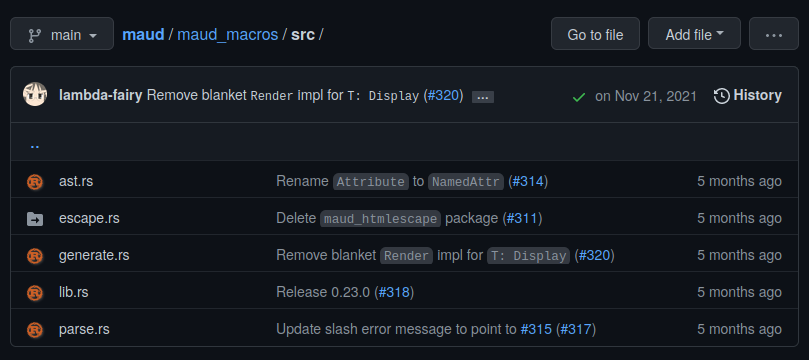 main maud / maud_macros / src / Go to file Add file ...
lambda-fairy Remove blanket Render impl for T: Display (#320) ... on Nov 21, 2021 History
..
ast.rs Rename Attribute to NamedAttr (#314) 5 months ago
escape.rs Delete maud_htmlescape package (#311) 5 months ago
generate.rs Remove blanket Render impl for T: Display (#320) 5 months ago
lib.rs Release 0.23.0 (#318) 5 months ago
parse.rs Update slash error message to point to #315 (#317) 5 months ago